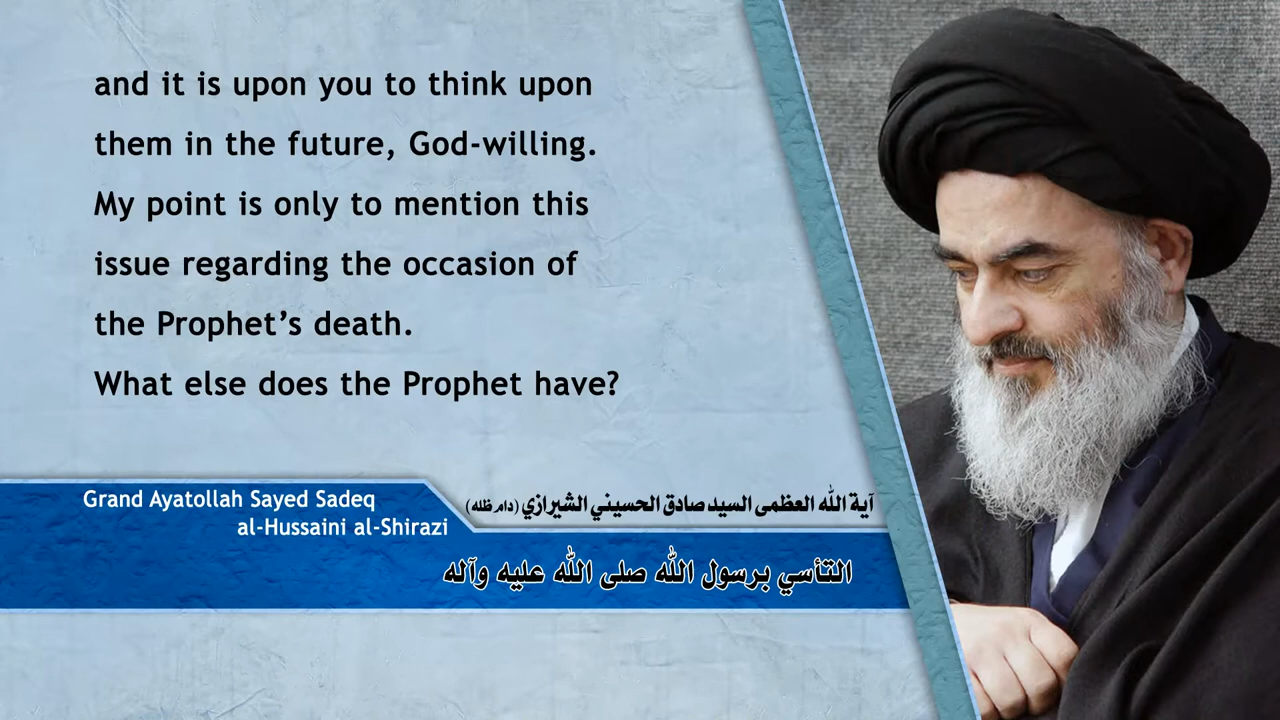 and it is upon you to think upon
them in the future, God-willing.
My point is only to mention this
issue regarding the occasion of
the Prophet’s death.
What else does the Prophet have?
Grand Ayatollah Sayed Sadeq
al-Hussaini al-Shirazi
آية الله العظمى السيد صادق الحسيني الشيرازي (دام ظله)
التأسي برسول الله صلى الله عليه وآله